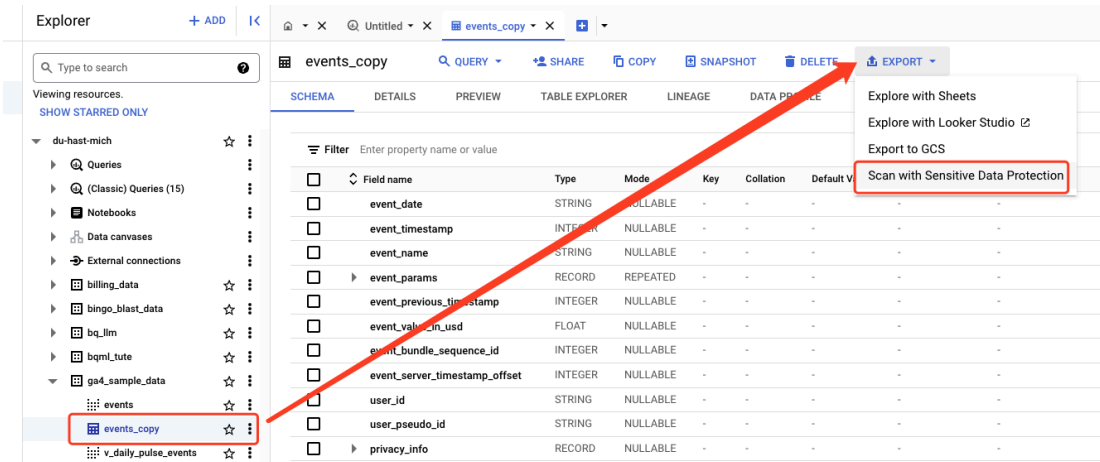 Explorer
+ ADD
Untitled
events_copy
Type to search
Viewing resources.
SHOW STARRED ONLY
du-hast-mich
Queries
(Classic) Queries (15)
Notebooks
Data canvases
External connections
billing_data
bingo_blast_data
bq_llm
bqml_tute
ga4_sample_data
events
events_copy
v_daily_pulse_events
events_copy
QUERY
SHARE
COPY
SNAPSHOT
DELETE
EXPORT
SCHEMA
DETAILS
PREVIEW
TABLE EXPLORER
LINEAGE
DATA
Explore with Sheets
Explore with Looker Studio
Export to GCS
Scan with Sensitive Data Protection
Filter Enter property name or value
Field name Type Mode Key Collation Default V
event_date STRING NULLABLE - - - - -
event_timestamp INTEGER NULLABLE - - - - -
event_name STRING NULLABLE - - - - -
event_params RECORD REPEATED - - - - -
event_previous_timestamp INTEGER NULLABLE - - - - -
event_value_in_usd FLOAT NULLABLE - - - - -
event_bundle_sequence_id INTEGER NULLABLE - - - - -
event_server_timestamp_offset INTEGER NULLABLE - - - - -
user_id STRING NULLABLE - - - - -
user_pseudo_id STRING NULLABLE - - - - -
privacy_info RECORD NULLABLE - - - - -